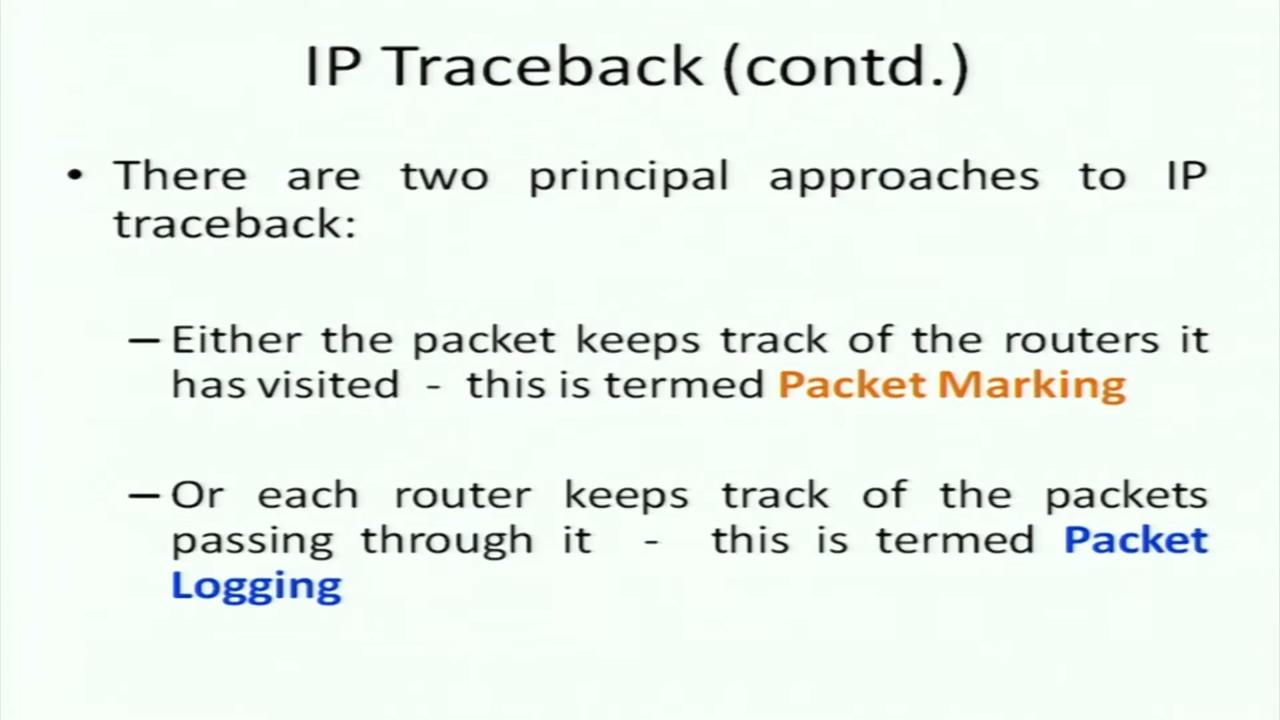 IP Traceback (contd.)
• There are two principal approaches to IP
traceback:
– Either the packet keeps track of the routers it
has visited - this is termed Packet Marking
– Or each router keeps track of the packets
passing through it - this is termed Packet
Logging